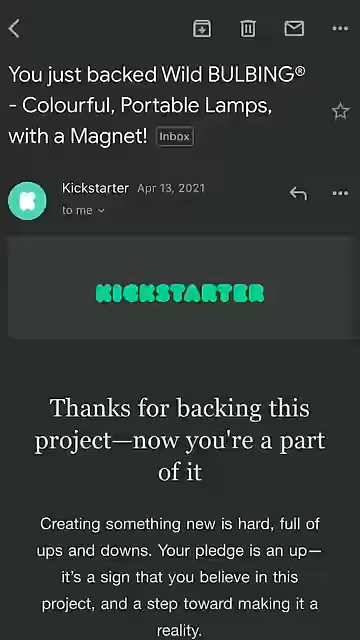 You just backed Wild BULBING®
- Colourful, Portable Lamps,
with a Magnet! Inbox
Kickstarter Apr 13, 2021
to me
KICKSTARTER
Thanks for backing this
project—now you're a part
of it
Creating something new is hard, full of
ups and downs. Your pledge is an up—
it's a sign that you believe in this
project, and a step toward making it a
reality.